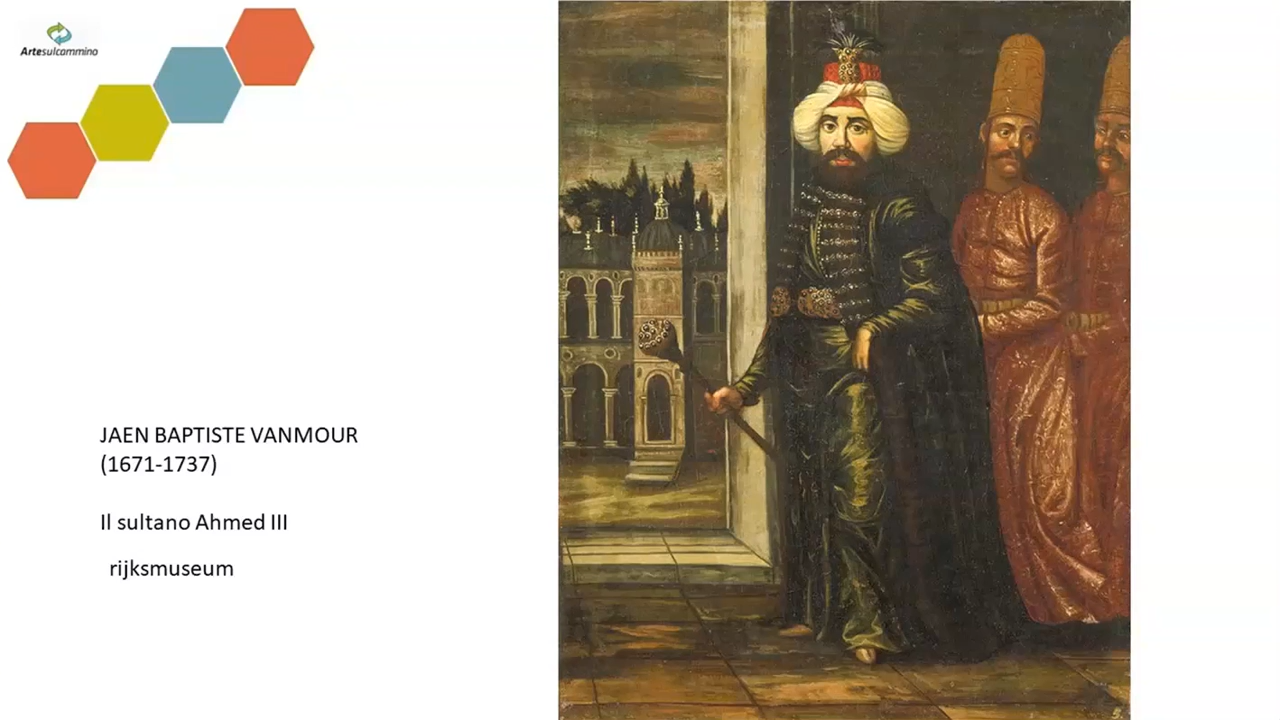 Artesulcammino
JAEN BAPTISTE VANMOUR
(1671-1737)
Il sultano Ahmed III
rijksmuseum